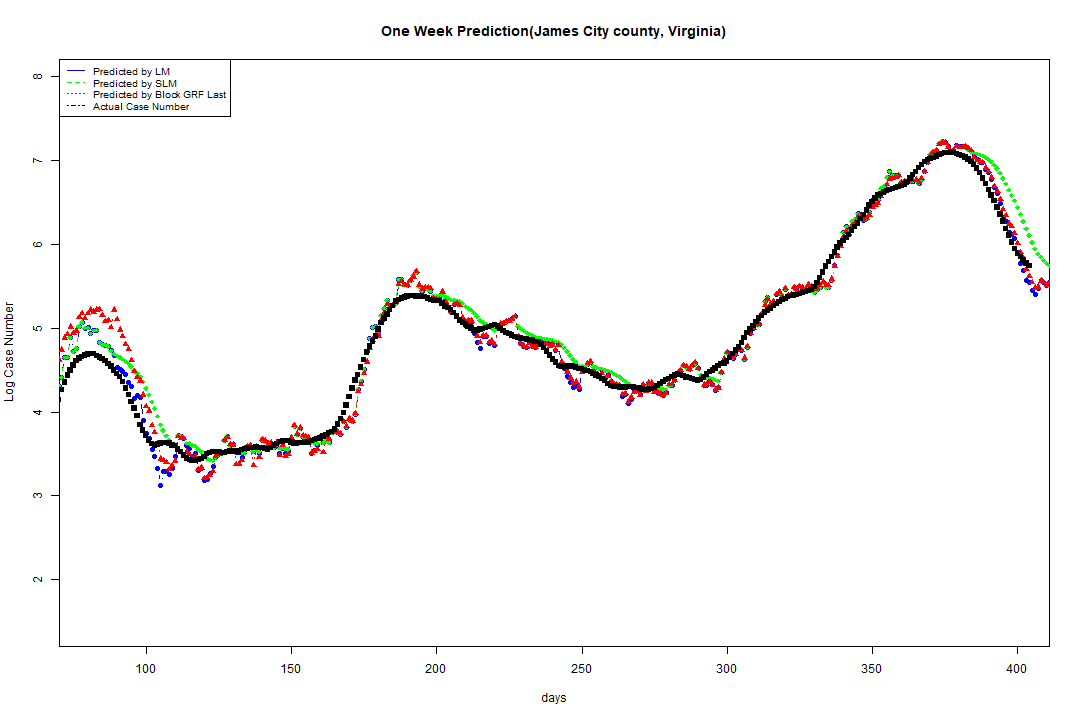 One Week Prediction(James City county, Virginia)
Predicted by LM
Predicted by SLM
Predicted by Block GRF Last
Actual Case Number
8
7
6
5
4
3
2
Log Case Number
100 150 200 250 300 350 400
days